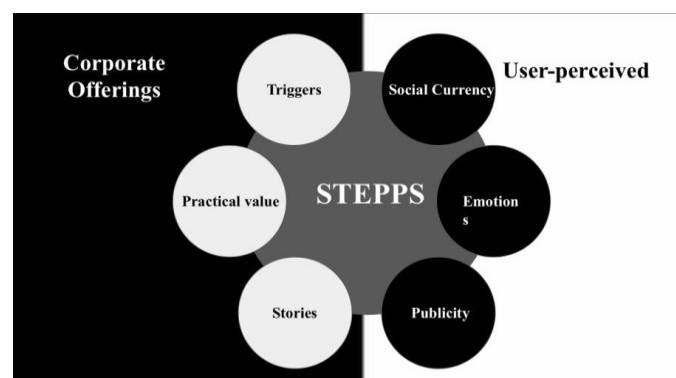 Corporate
Offerings
Triggers
Social Currency
User-perceived
Practical value
STEPPS
Emotion
s
Stories
Publicity